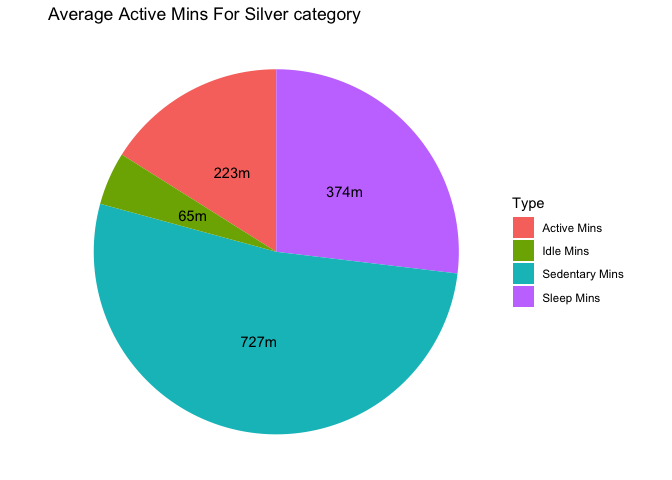 Average Active Mins For Silver category
223m
374m
65m
727m
Type
Active Mins
Idle Mins
Sedentary Mins
Sleep Mins